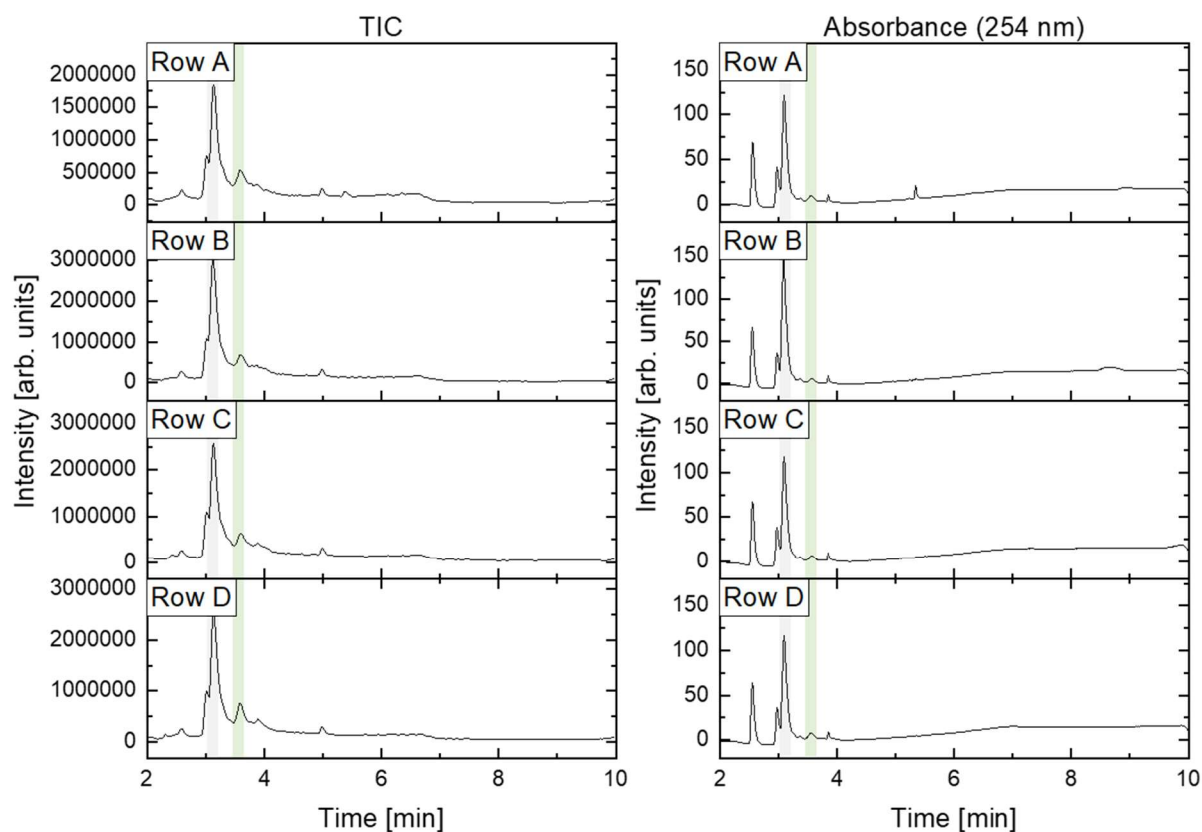 TIC
Absorbance (254 nm)
Row A
2000000
1500000
1000000
500000
0
Row B
3000000
2000000
1000000
0
Row C
3000000
2000000
1000000
0
Row D
3000000
2000000
1000000
0
Intensity [arb. units]
2 4 6 8 10
Time [min]
Row A
150
100
50
0
Row B
150
100
50
0
Row C
150
100
50
0
Row D
150
100
50
0
Intensity [arb. units]
2 4 6 8 10
Time [min]